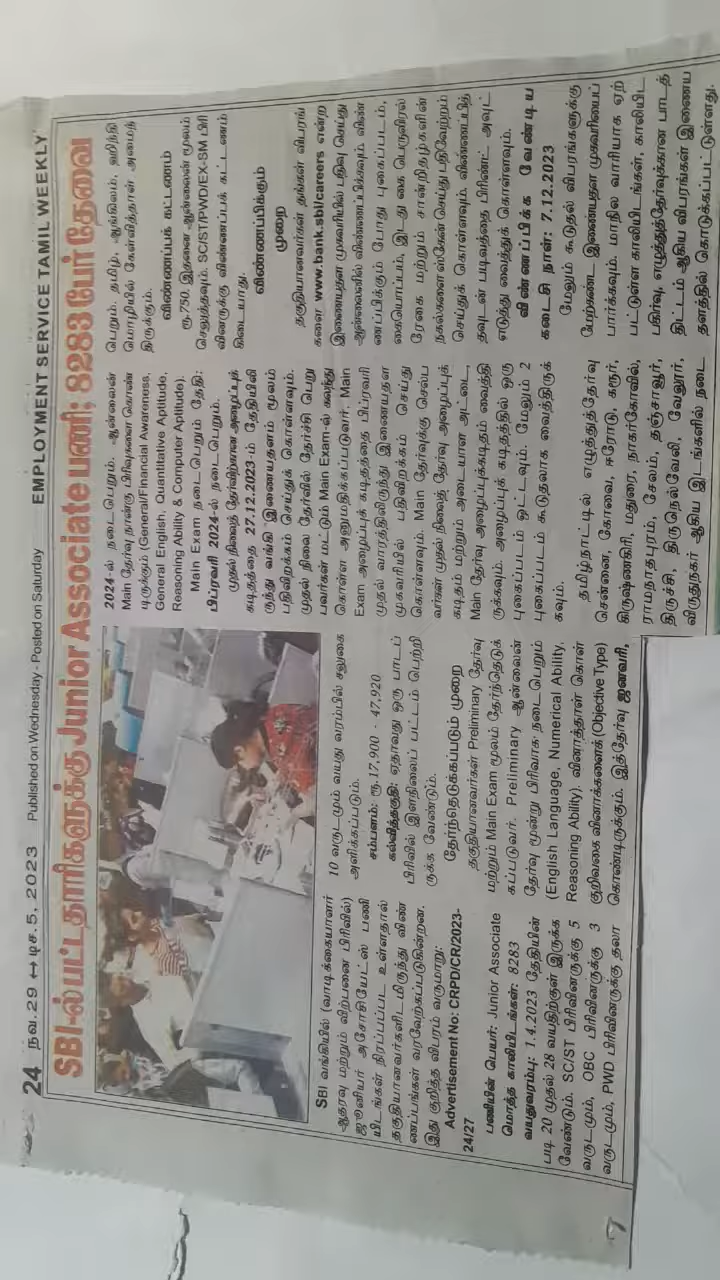 24 நவ.29 ↔ டிச.5, 2023 Published on Wednesday - Posted on Saturday EMPLOYMENT SERVICE TAMIL WEEKLY
SBI-ல் பட்டதாரிகளுக்கு Junior Associate பணி; 8283 பேர் தேவை
SBI வங்கியில் (வாடிக்கையாளர்
ஆதரவு மற்றும் விற்பனை பிரிவில்)
ஜூனியர் அசோசியேட்ஸ் பணி
யிடங்கள் நிரப்பப்பட உள்ளதால்
தகுதியானவர்களிடமிருந்து விண்
ணப்பங்கள் வரவேற்கப்படுகின்றன.
இது குறித்த விபரம் வருமாறு:
Advertisement No: CRPD/CR/2023-
24/27
பணியின் பெயர்: Junior Associate
மொத்த காலியிடங்கள்: 8283
வயதுவரம்பு: 1.4.2023 தேதியின்
படி 20 முதல் 28 வயதிற்குள் இருக்க
வேண்டும். SC/ST பிரிவினருக்கு 5
வருடமும், OBC பிரிவினருக்கு 3
வருடமும், PWD பிரிவினருக்கு தலா
10 வருடமும் வயது வரம்பில் சலுகை
அளிக்கப்படும்.
சம்பளம்: ரூ.17,900 - 47,920
கல்வித்தகுதி: ஏதாவது ஒரு பாடப்
பிரிவில் இளநிலைப் பட்டம் பெற்றி
ருக்க வேண்டும்.
தேர்ந்தெடுக்கப்படும் முறை
தகுதியானவர்கள் Preliminary தேர்வு
மற்றும் Main Exam மூலம் தேர்ந்தெடுக்
கப்படுவர். Preliminary ஆன்லைன்
தேர்வு மூன்று பிரிவாக நடைபெறும்
(English Language, Numerical Ability,
Reasoning Ability). வினாத்தாள் கொள்
குறிவகை வினாக்களைக் (Objective Type)
கொண்டிருக்கும். இத்தேர்வு ஜனவரி,
2024-ல் நடைபெறும். ஆன்லைன்
Main தேர்வு நான்கு பிரிவுகளை கொண்
டிருக்கும் (General/Financial Awareness,
General English, Quantitative Aptitude,
Reasoning Ability & Computer Aptitude).
Main Exam நடைபெறும் தேதி:
பிப்ரவரி 2024-ல் நடைபெறும்.
முதல் நிலைத் தேர்விற்கான அழைப்புக்
கடிதத்தை 27.12.2023-ம் தேதியிலி
ருந்து வங்கி இணையதளம் மூலம்
பதிவிறக்கம் செய்துக் கொள்ளவும்.
முதல் நிலை தேர்வில் தேர்ச்சி பெறு
பவர்கள் மட்டும் Main Exam-ல் கலந்து
கொள்ள அனுமதிக்கப்படுவர். Main
Exam அழைப்புக் கடிதத்தை பிப்ரவரி
முதல் வாரத்திலிருந்து இணையதள
முகவரியில் பதிவிறக்கம் செய்து
கொள்ளவும். Main தேர்வுக்கு செல்ப
வர்கள் முதல் நிலைத் தேர்வு அழைப்புக்
கடிதம் மற்றும் அடையாள அட்டை,
Main தேர்வு அழைப்புக்கடிதம் வைத்தி
ருக்கவும். அழைப்புக் கடிதத்தில் ஒரு
புகைப்படம் ஒட்டவும். மேலும் 2
புகைப்படம் கூடுதலாக வைத்திருக்
கவும்.
தமிழ்நாட்டில் எழுத்துத்தேர்வு
சென்னை, கோவை, ஈரோடு, கரூர்,
கிருஷ்ணகிரி, மதுரை, நாகர்கோவில்,
ராமநாதபுரம், சேலம், தஞ்சாவூர்,
திருச்சி, திருநெல்வேலி, வேலூர்,
விருதுநகர் ஆகிய இடங்களில் நடை
பெறும். தமிழ், ஆங்கிலம், ஹிந்தி
மொழியில் கேள்வித்தாள் அமைந்
திருக்கும்.
விண்ணப்பக் கட்டணம்
ரூ.750. இதனை ஆன்லைன் மூலம்
செலுத்தவும். SC/ST/PWD/EX-SM பிரி
வினருக்கு விண்ணப்பக் கட்டணம்
கிடையாது.
விண்ணப்பிக்கும்
முறை
தகுதியானவர்கள் தங்கள் விபரங்
களை www.bank.sbi/careers என்ற
இணையதள முகவரியில் பதிவு செய்து
ஆன்லைனில் விண்ணப்பிக்கவும். விண்
ணப்பிக்கும் போது புகைப்படம்,
கையொப்பம், இடது கை பெருவிரல்
ரேகை மற்றும் சான்றிதழ்களின்
நகல்களை ஸ்கேன் செய்து பதிவேற்றம்
செய்துக் கொள்ளவும். விண்ணப்பித்
தவுடன் படிவத்தை பிரிண்ட் அவுட்
எடுத்து வைத்துக் கொள்ளவும்.
விண்ணப்பிக்க வேண்டிய
கடைசி நாள்: 7.12.2023
மேலும் கூடுதல் விபரங்களுக்கு
மேற்கண்ட இணையதள முகவரியைப்
பார்க்கவும். மாநில வாரியாக ஏற்
பட்டுள்ள காலியிடங்கள், காலியிட
பகிர்வு, எழுத்துத்தேர்வுக்கான பாடத்
திட்டம் ஆகிய விபரங்கள் இணைய
தளத்தில் கொடுக்கப்பட்டுள்ளது.
7